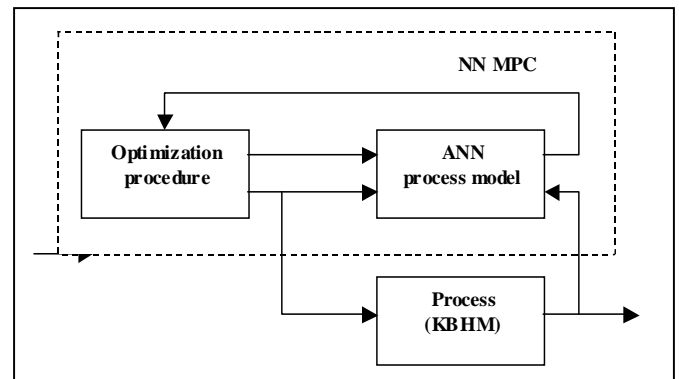 NN MPC
Optimization
procedure
ANN
process model
Process
(KBHM)